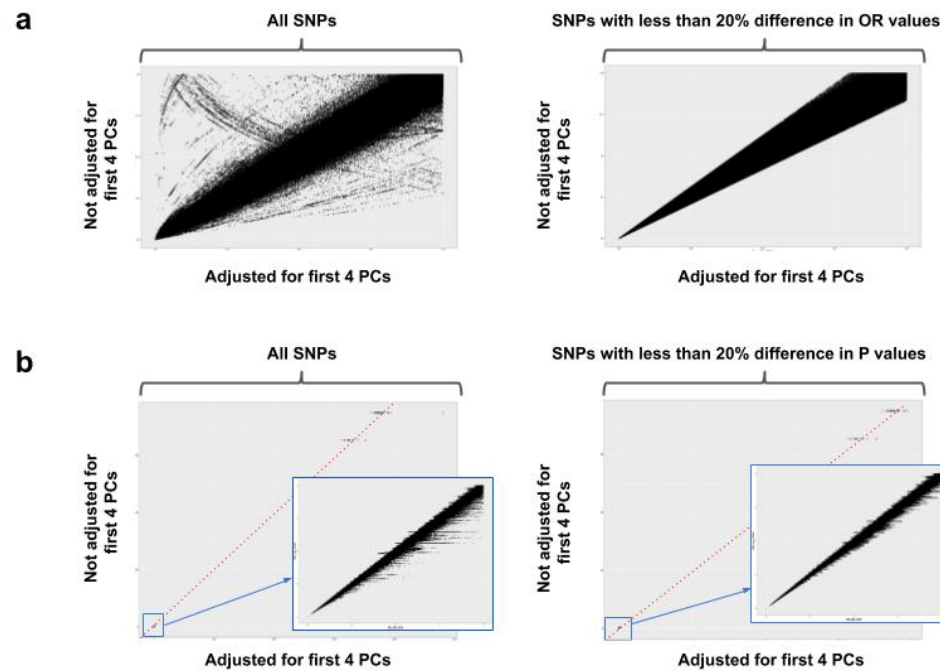 a
All SNPs
SNPs with less than 20% difference in OR values
Not adjusted for
first 4 PCs
Adjusted for first 4 PCs
Not adjusted for
first 4 PCs
Adjusted for first 4 PCs
b
All SNPs
SNPs with less than 20% difference in P values
Not adjusted for
first 4 PCs
Adjusted for first 4 PCs
Not adjusted for
first 4 PCs
Adjusted for first 4 PCs